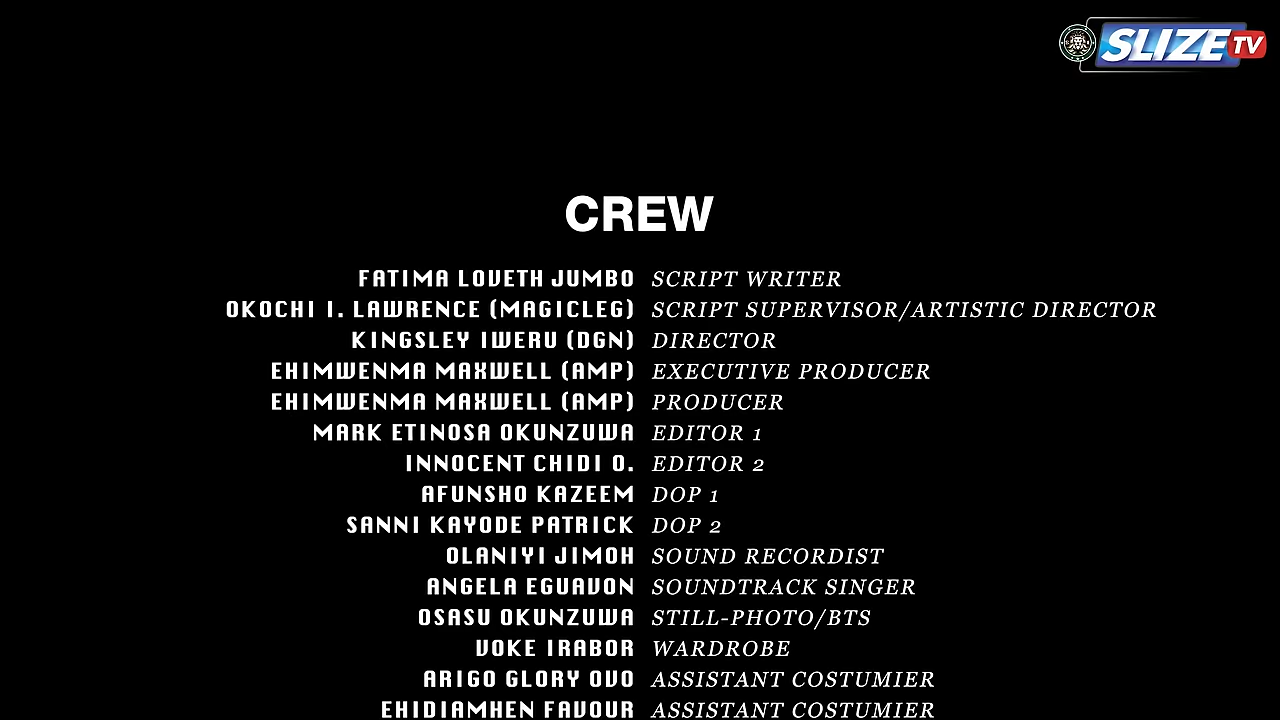 SLIZE TV
CREW
FATIMA LOVETH JUMBO SCRIPT WRITER
OKOCHI I. LAWRENCE (MAGICLEG) SCRIPT SUPERVISOR/ARTISTIC DIRECTOR
KINGSLEY IWERU (DGN) DIRECTOR
EHIMWENMA MAXWELL (AMP) EXECUTIVE PRODUCER
EHIMWENMA MAXWELL (AMP) PRODUCER
MARK ETINOSA OKUNZUWA EDITOR 1
INNOCENT CHIDI O. EDITOR 2
AFUNSHO KAZEEM DOP 1
SANNI KAYODE PATRICK DOP 2
OLANIYI JIMOH SOUND RECORDIST
ANGELA EGUAVON SOUNDTRACK SINGER
OSASU OKUNZUWA STILL-PHOTO/BTS
VOKE IRABOR WARDROBE
ARIGO GLORY OVO ASSISTANT COSTUMIER
EHIDIAMHEN FAVOUR ASSISTANT COSTUMIER